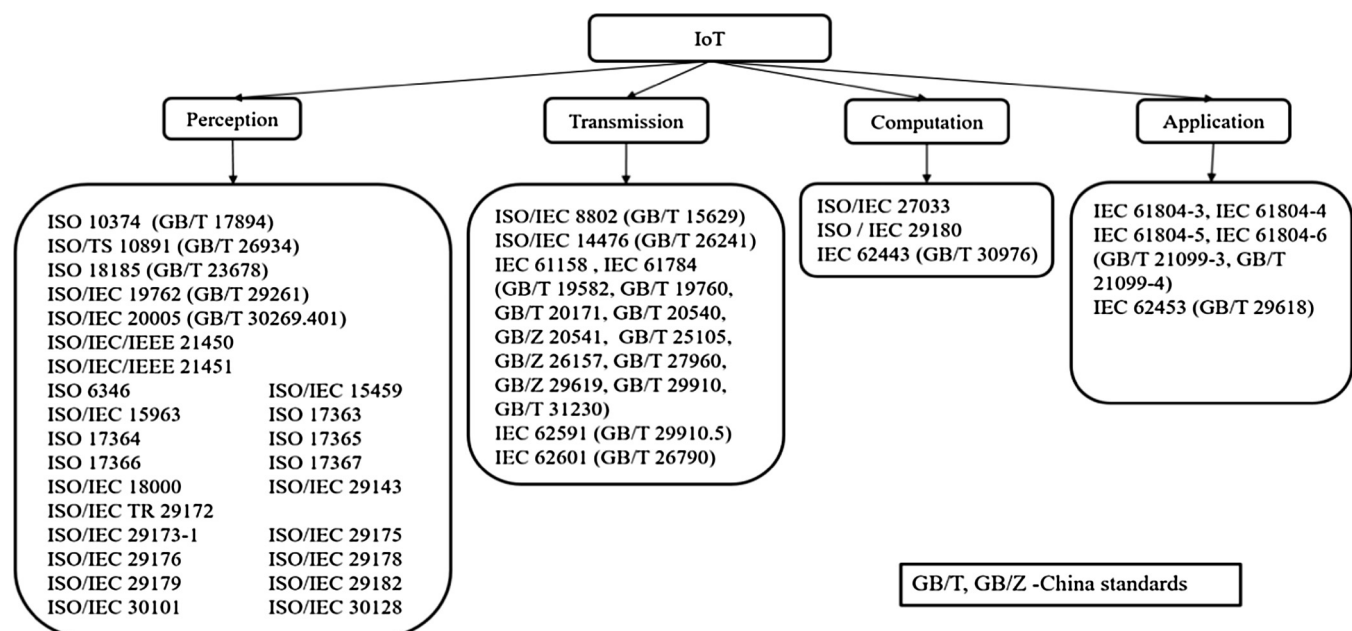 IoT
Perception
Transmission
Computation
Application
ISO 10374 (GB/T 17894)
ISO/TS 10891 (GB/T 26934)
ISO 18185 (GB/T 23678)
ISO/IEC 19762 (GB/T 29261)
ISO/IEC 20005 (GB/T 30269.401)
ISO/IEC/IEEE 21450
ISO/IEC/IEEE 21451
ISO 6346 ISO/IEC 15459
ISO/IEC 15963 ISO 17363
ISO 17364 ISO 17365
ISO 17366 ISO 17367
ISO/IEC 18000 ISO/IEC 29143
ISO/IEC TR 29172
ISO/IEC 29173-1 ISO/IEC 29175
ISO/IEC 29176 ISO/IEC 29178
ISO/IEC 29179 ISO/IEC 29182
ISO/IEC 30101 ISO/IEC 30128
ISO/IEC 8802 (GB/T 15629)
ISO/IEC 14476 (GB/T 26241)
IEC 61158 , IEC 61784
(GB/T 19582, GB/T 19760,
GB/T 20171, GB/T 20540,
GB/Z 20541, GB/T 25105,
GB/Z 26157, GB/T 27960,
GB/Z 29619, GB/T 29910,
GB/T 31230)
IEC 62591 (GB/T 29910.5)
IEC 62601 (GB/T 26790)
ISO/IEC 27033
ISO / IEC 29180
IEC 62443 (GB/T 30976)
IEC 61804-3, IEC 61804-4
IEC 61804-5, IEC 61804-6
(GB/T 21099-3, GB/T
21099-4)
IEC 62453 (GB/T 29618)
GB/T, GB/Z -China standards